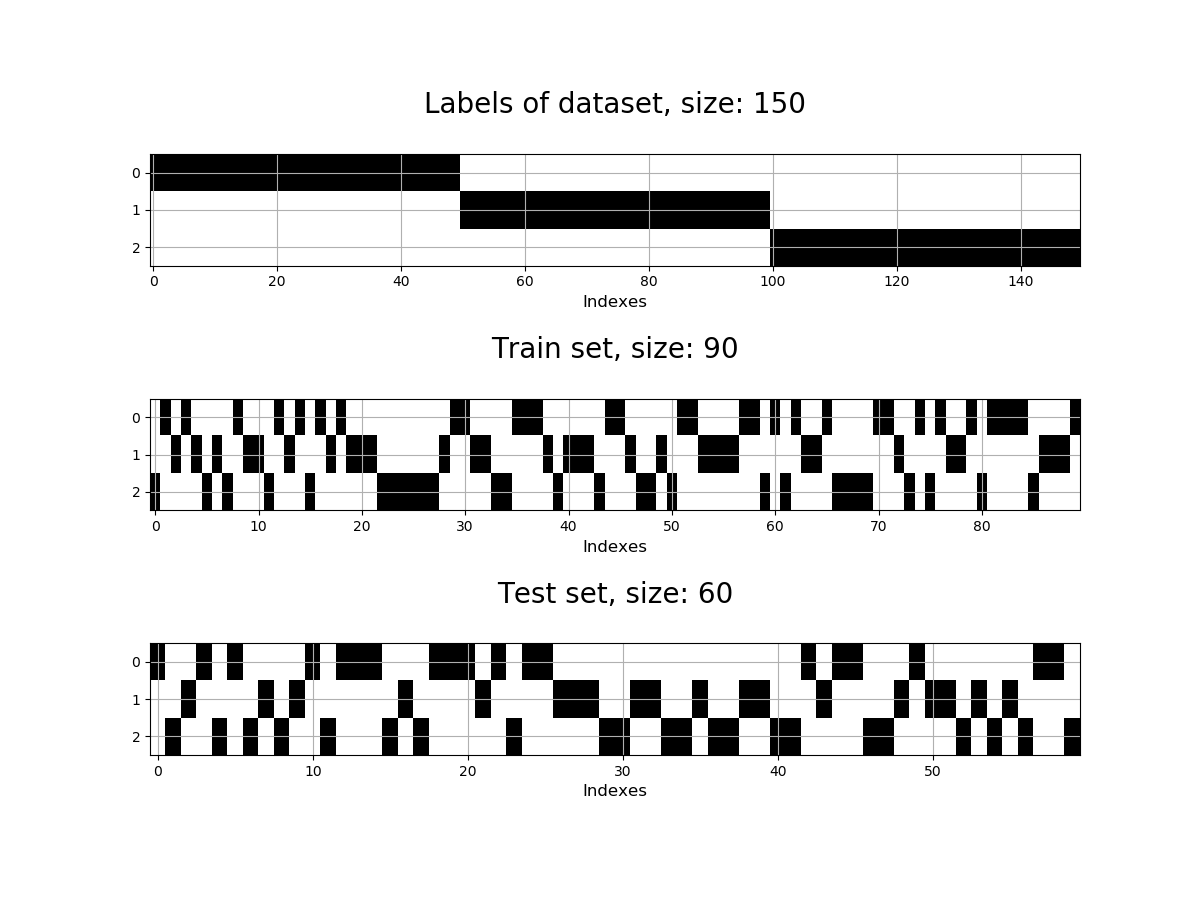 Labels of dataset, size: 150
0
1
2
0 20 40 60 80 100 120 140
Indexes
Train set, size: 90
0
1
2
0 10 20 30 40 50 60 70 80
Indexes
Test set, size: 60
0
1
2
0 10 20 30 40 50
Indexes